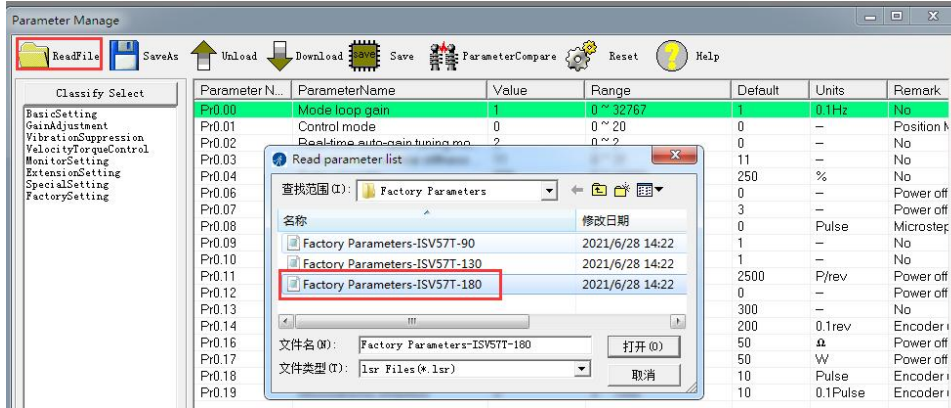 Parameter Manage
ReadFile SaveAs Unload Download save Save ParameterCompare Reset Help
Classify Select
BasicSetting
GainAdjustment
VibrationSuppression
VelocityTorqueControl
MonitorSetting
ExtensionSetting
SpecialSetting
FactorySetting
Parameter N... ParameterName Value Range Default Units Remark
Pr0.00 Mode loop gain 1 0 ~ 32767 1 0.1Hz No
Pr0.01 Control mode 0 0 ~ 20 0 – Position M
Pr0.02 Real-time auto-gain tuning mo... 2 0 ~ 2 0 – No
Pr0.03 11 – No
Pr0.04 250 % No
Pr0.06 0 – Power off
Pr0.07 3 – Power off
Pr0.08 0 Pulse Microstep
Pr0.09 1 – No
Pr0.10 1 – No
Pr0.11 2500 P/rev Power off
Pr0.12 0 – Power off
Pr0.13 300 – No
Pr0.14 200 0.1rev Encoder
Pr0.16 50 Ω Power off
Pr0.17 50 W Power off
Pr0.18 10 Pulse Encoder
Pr0.19 10 0.1Pulse Encoder
Read parameter list
查找范围(I): Factory Parameters
名称 修改日期
Factory Parameters-ISV57T-90 2021/6/28 14:22
Factory Parameters-ISV57T-130 2021/6/28 14:22
Factory Parameters-ISV57T-180 2021/6/28 14:22
文件名(N): Factory Parameters-ISV57T-180 打开(O)
文件类型(T): lsr Files(*.lsr) 取消